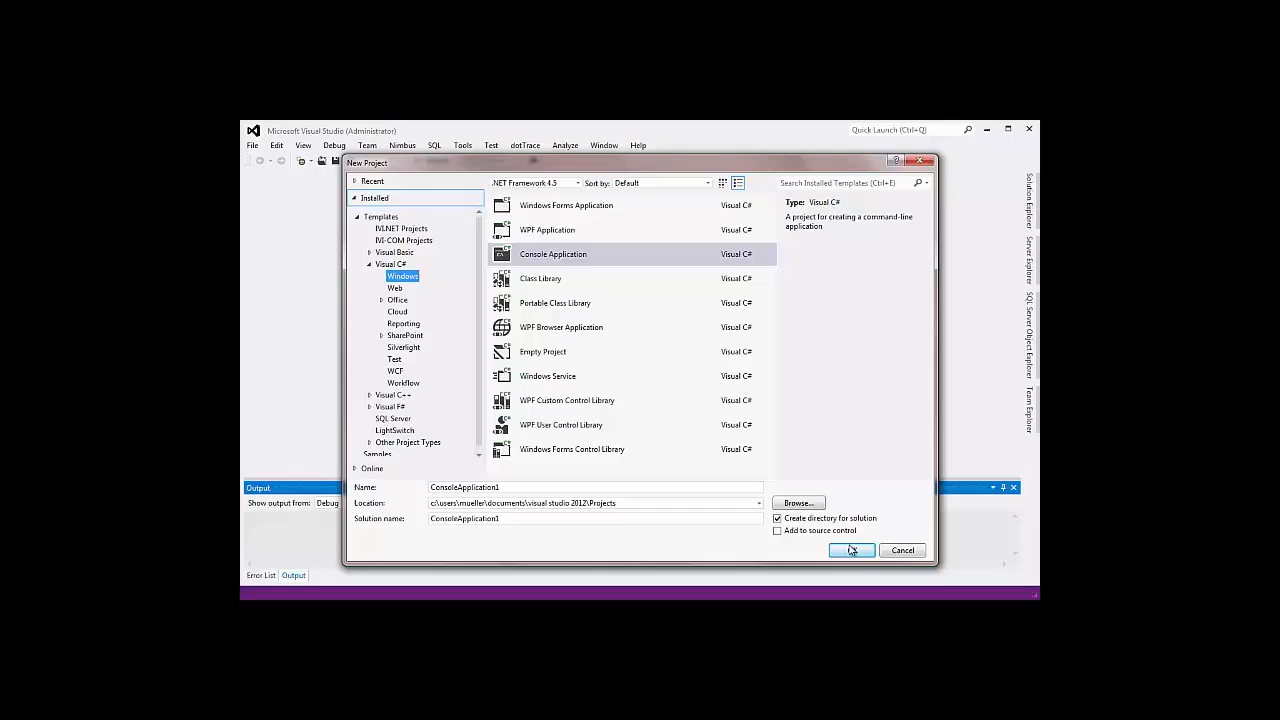 Microsoft Visual Studio (Administrator)
Quick Launch (Ctrl+Q)
File Edit View Debug Team Nimbus SQL Tools Test dotTrace Analyze Window Help
New Project
Recent
Installed
Templates
IVI.NET Projects
IVI-COM Projects
Visual Basic
Visual C#
Windows
Web
Office
Cloud
Reporting
SharePoint
Silverlight
Test
WCF
Workflow
Visual C++
Visual F#
SQL Server
LightSwitch
Other Project Types
Samples
Online
.NET Framework 4.5 Sort by: Default
Windows Forms Application Visual C#
WPF Application Visual C#
Console Application Visual C#
Class Library Visual C#
Portable Class Library Visual C#
WPF Browser Application Visual C#
Empty Project Visual C#
Windows Service Visual C#
WPF Custom Control Library Visual C#
WPF User Control Library Visual C#
Windows Forms Control Library Visual C#
Search Installed Templates (Ctrl+E)
Type: Visual C#
A project for creating a command-line
application
Name: ConsoleApplication1
Location: c:\users\mueller\documents\visual studio 2012\Projects
Solution name: ConsoleApplication1
Browse...
Create directory for solution
Add to source control
Cancel
Solution Explorer
Server Explorer
SQL Server Object Explorer
Team Explorer
Output
Show output from: Debug
Error List Output